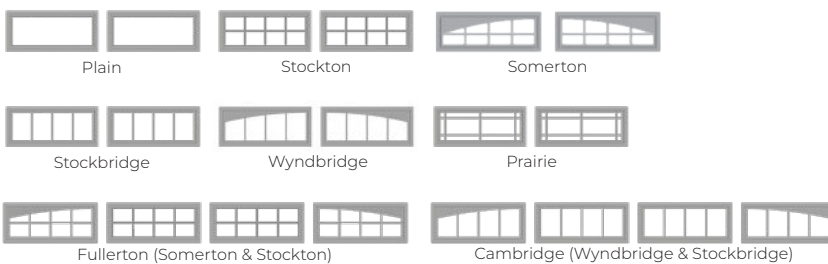 Plain
Stockton
Somerton
Stockbridge
Wyndbridge
Prairie
Fullerton (Somerton & Stockton)
Cambridge (Wyndbridge & Stockbridge)